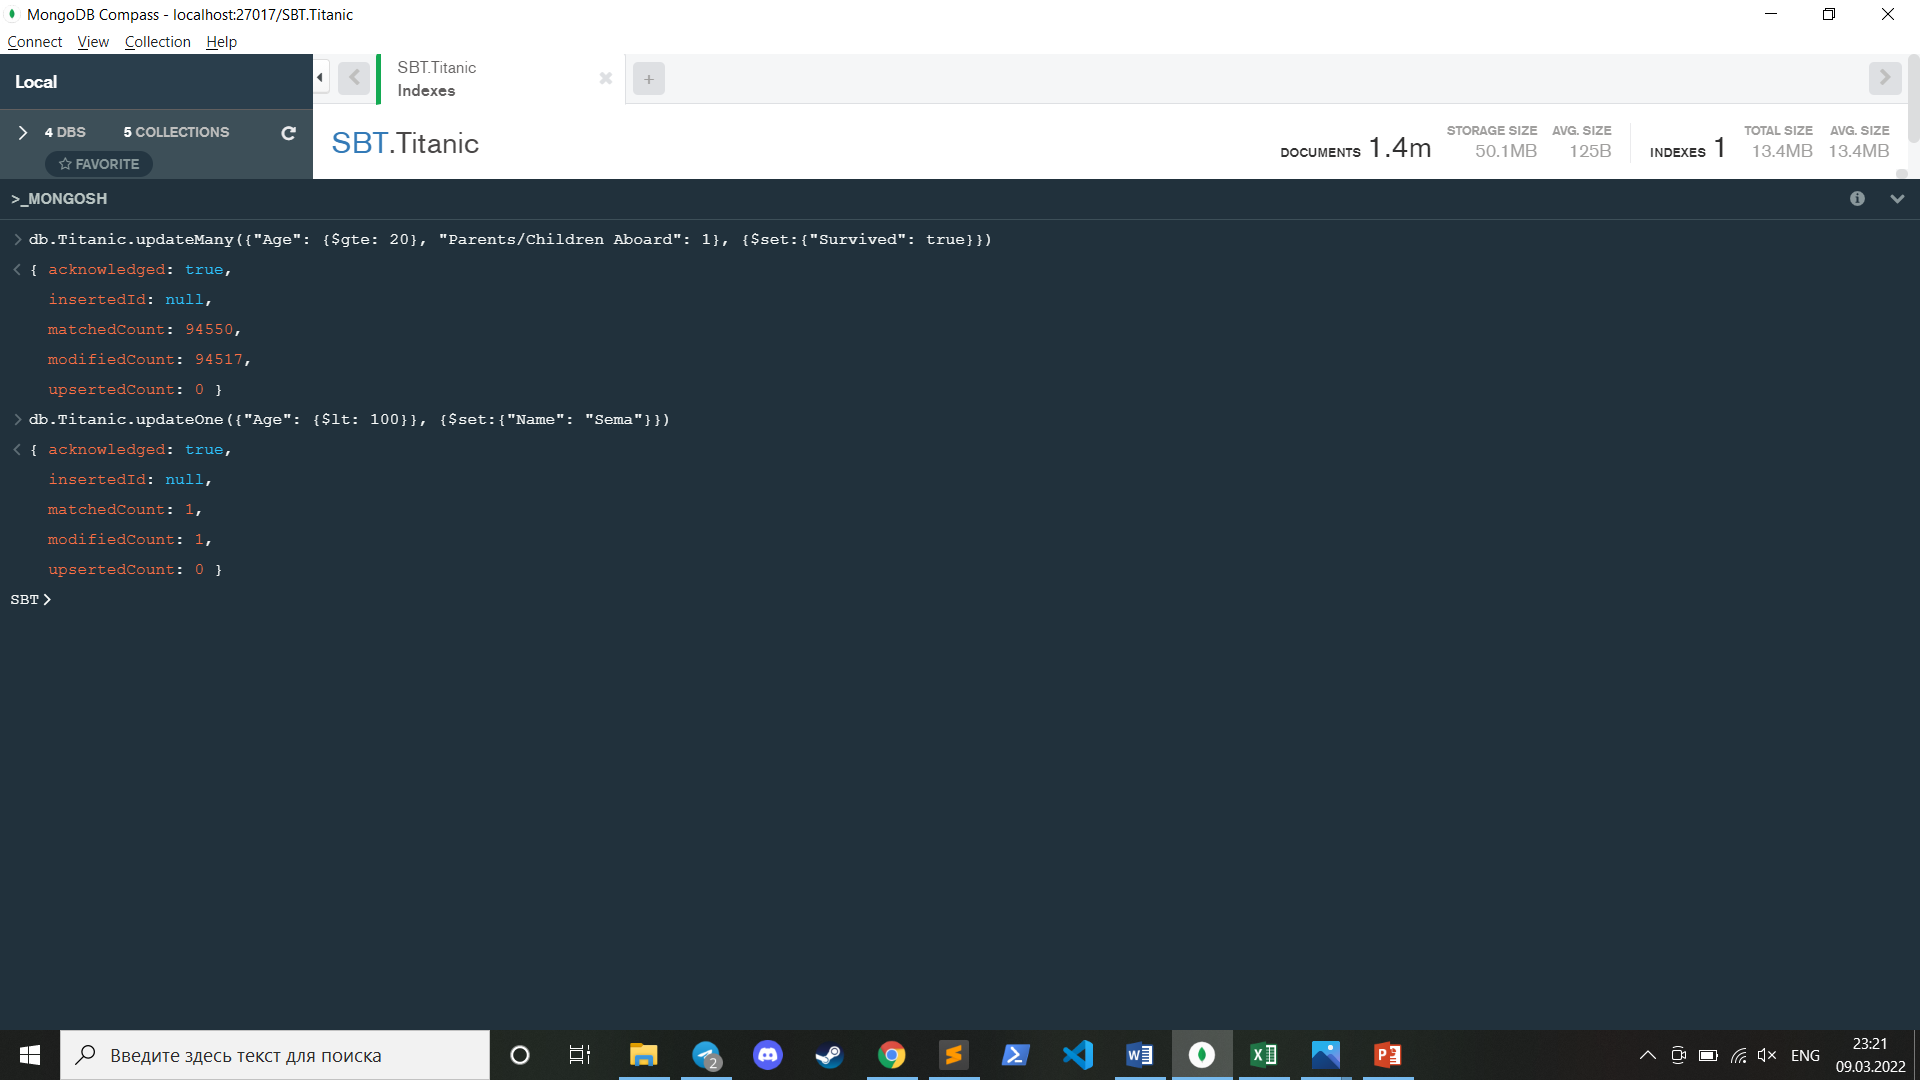 MongoDB Compass - localhost:27017/SBT.Titanic
Connect View Collection Help
Local
SBT.Titanic
Indexes
4 DBS 5 COLLECTIONS
FAVORITE
SBT.Titanic
DOCUMENTS 1.4m
STORAGE SIZE 50.1MB
AVG. SIZE 125B
INDEXES 1
TOTAL SIZE 13.4MB
AVG. SIZE 13.4MB
>_MONGOSH
> db.Titanic.updateMany({"Age": {$gte: 20}, "Parents/Children Aboard": 1}, {$set:{"Survived": true}})
< { acknowledged: true,
insertedId: null,
matchedCount: 94550,
modifiedCount: 94517,
upsertedCount: 0 }
> db.Titanic.updateOne({"Age": {$lt: 100}}, {$set:{"Name": "Sema"}})
< { acknowledged: true,
insertedId: null,
matchedCount: 1,
modifiedCount: 1,
upsertedCount: 0 }
SBT >
Введите здесь текст для поиска
2
ENG
23:21
09.03.2022